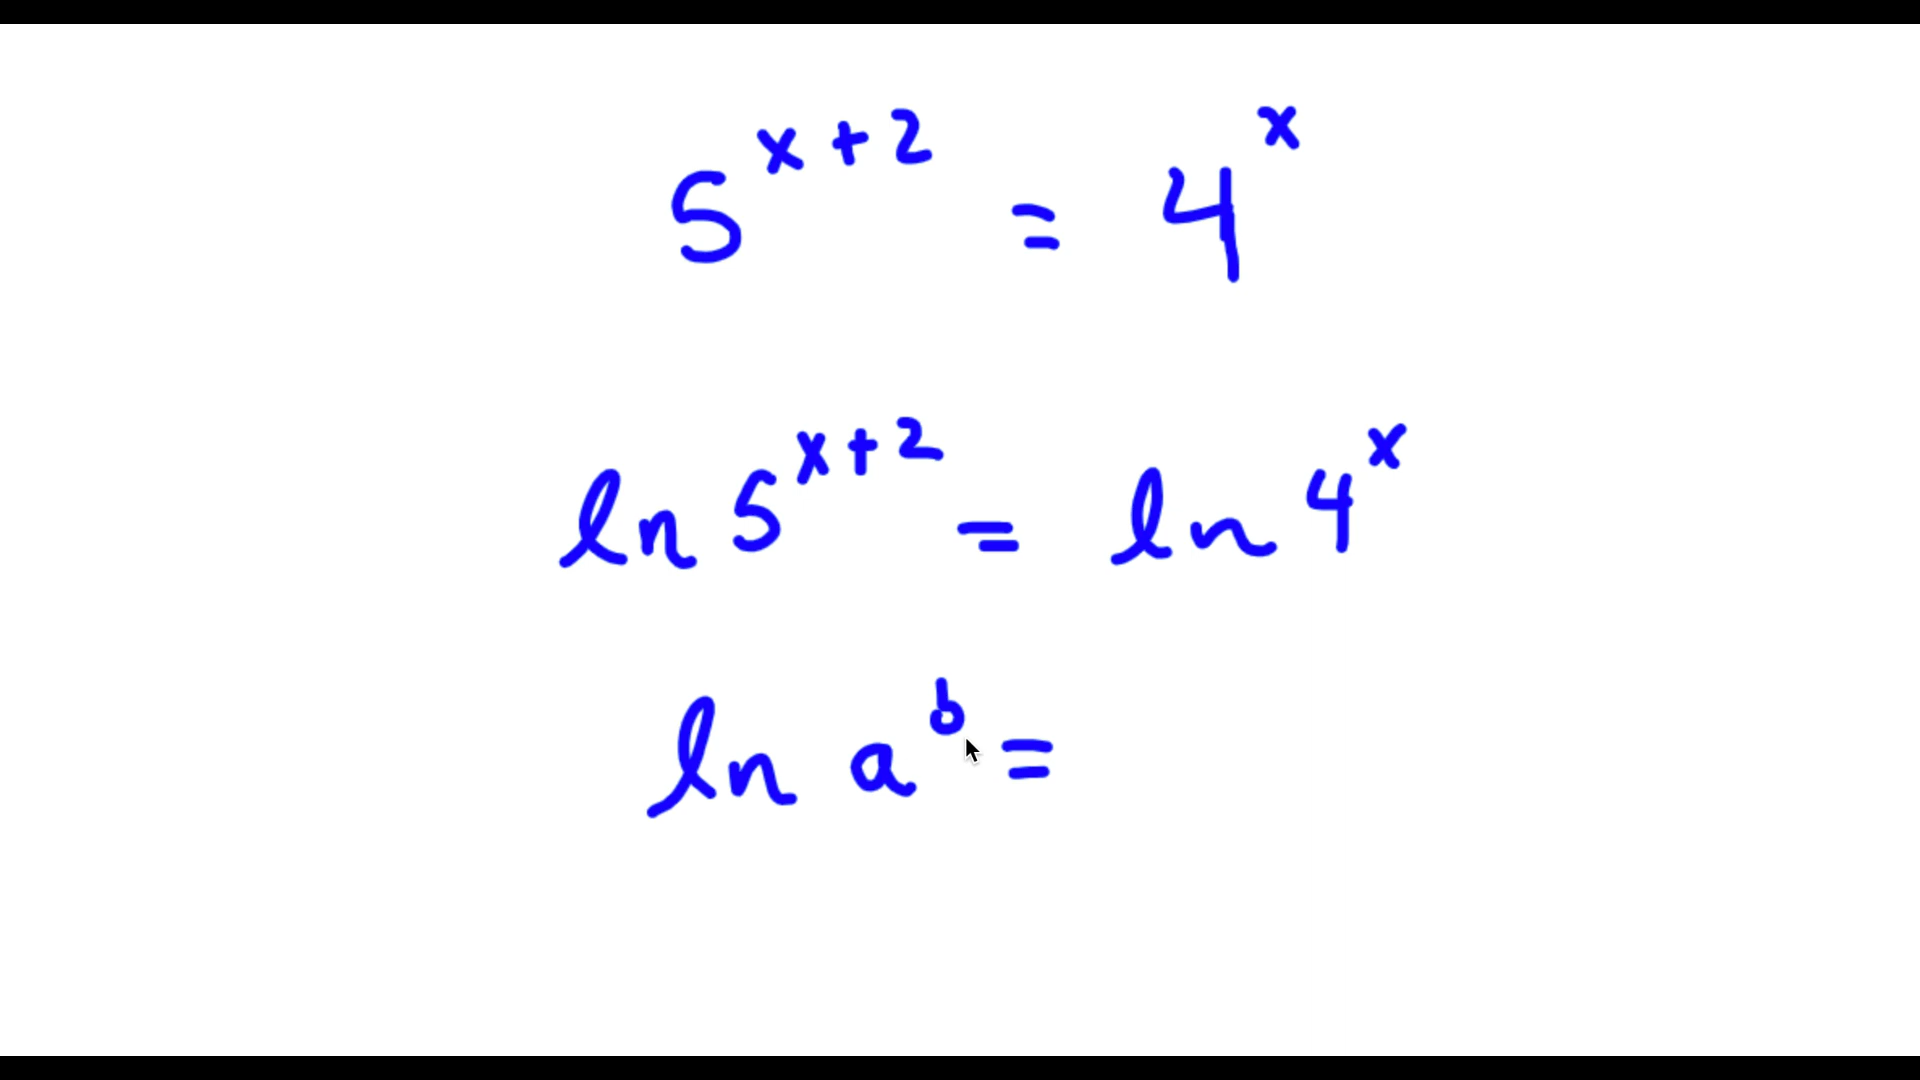 5^{x+2} = 4^x
ln 5^{x+2} = ln 4^x
ln a^b =